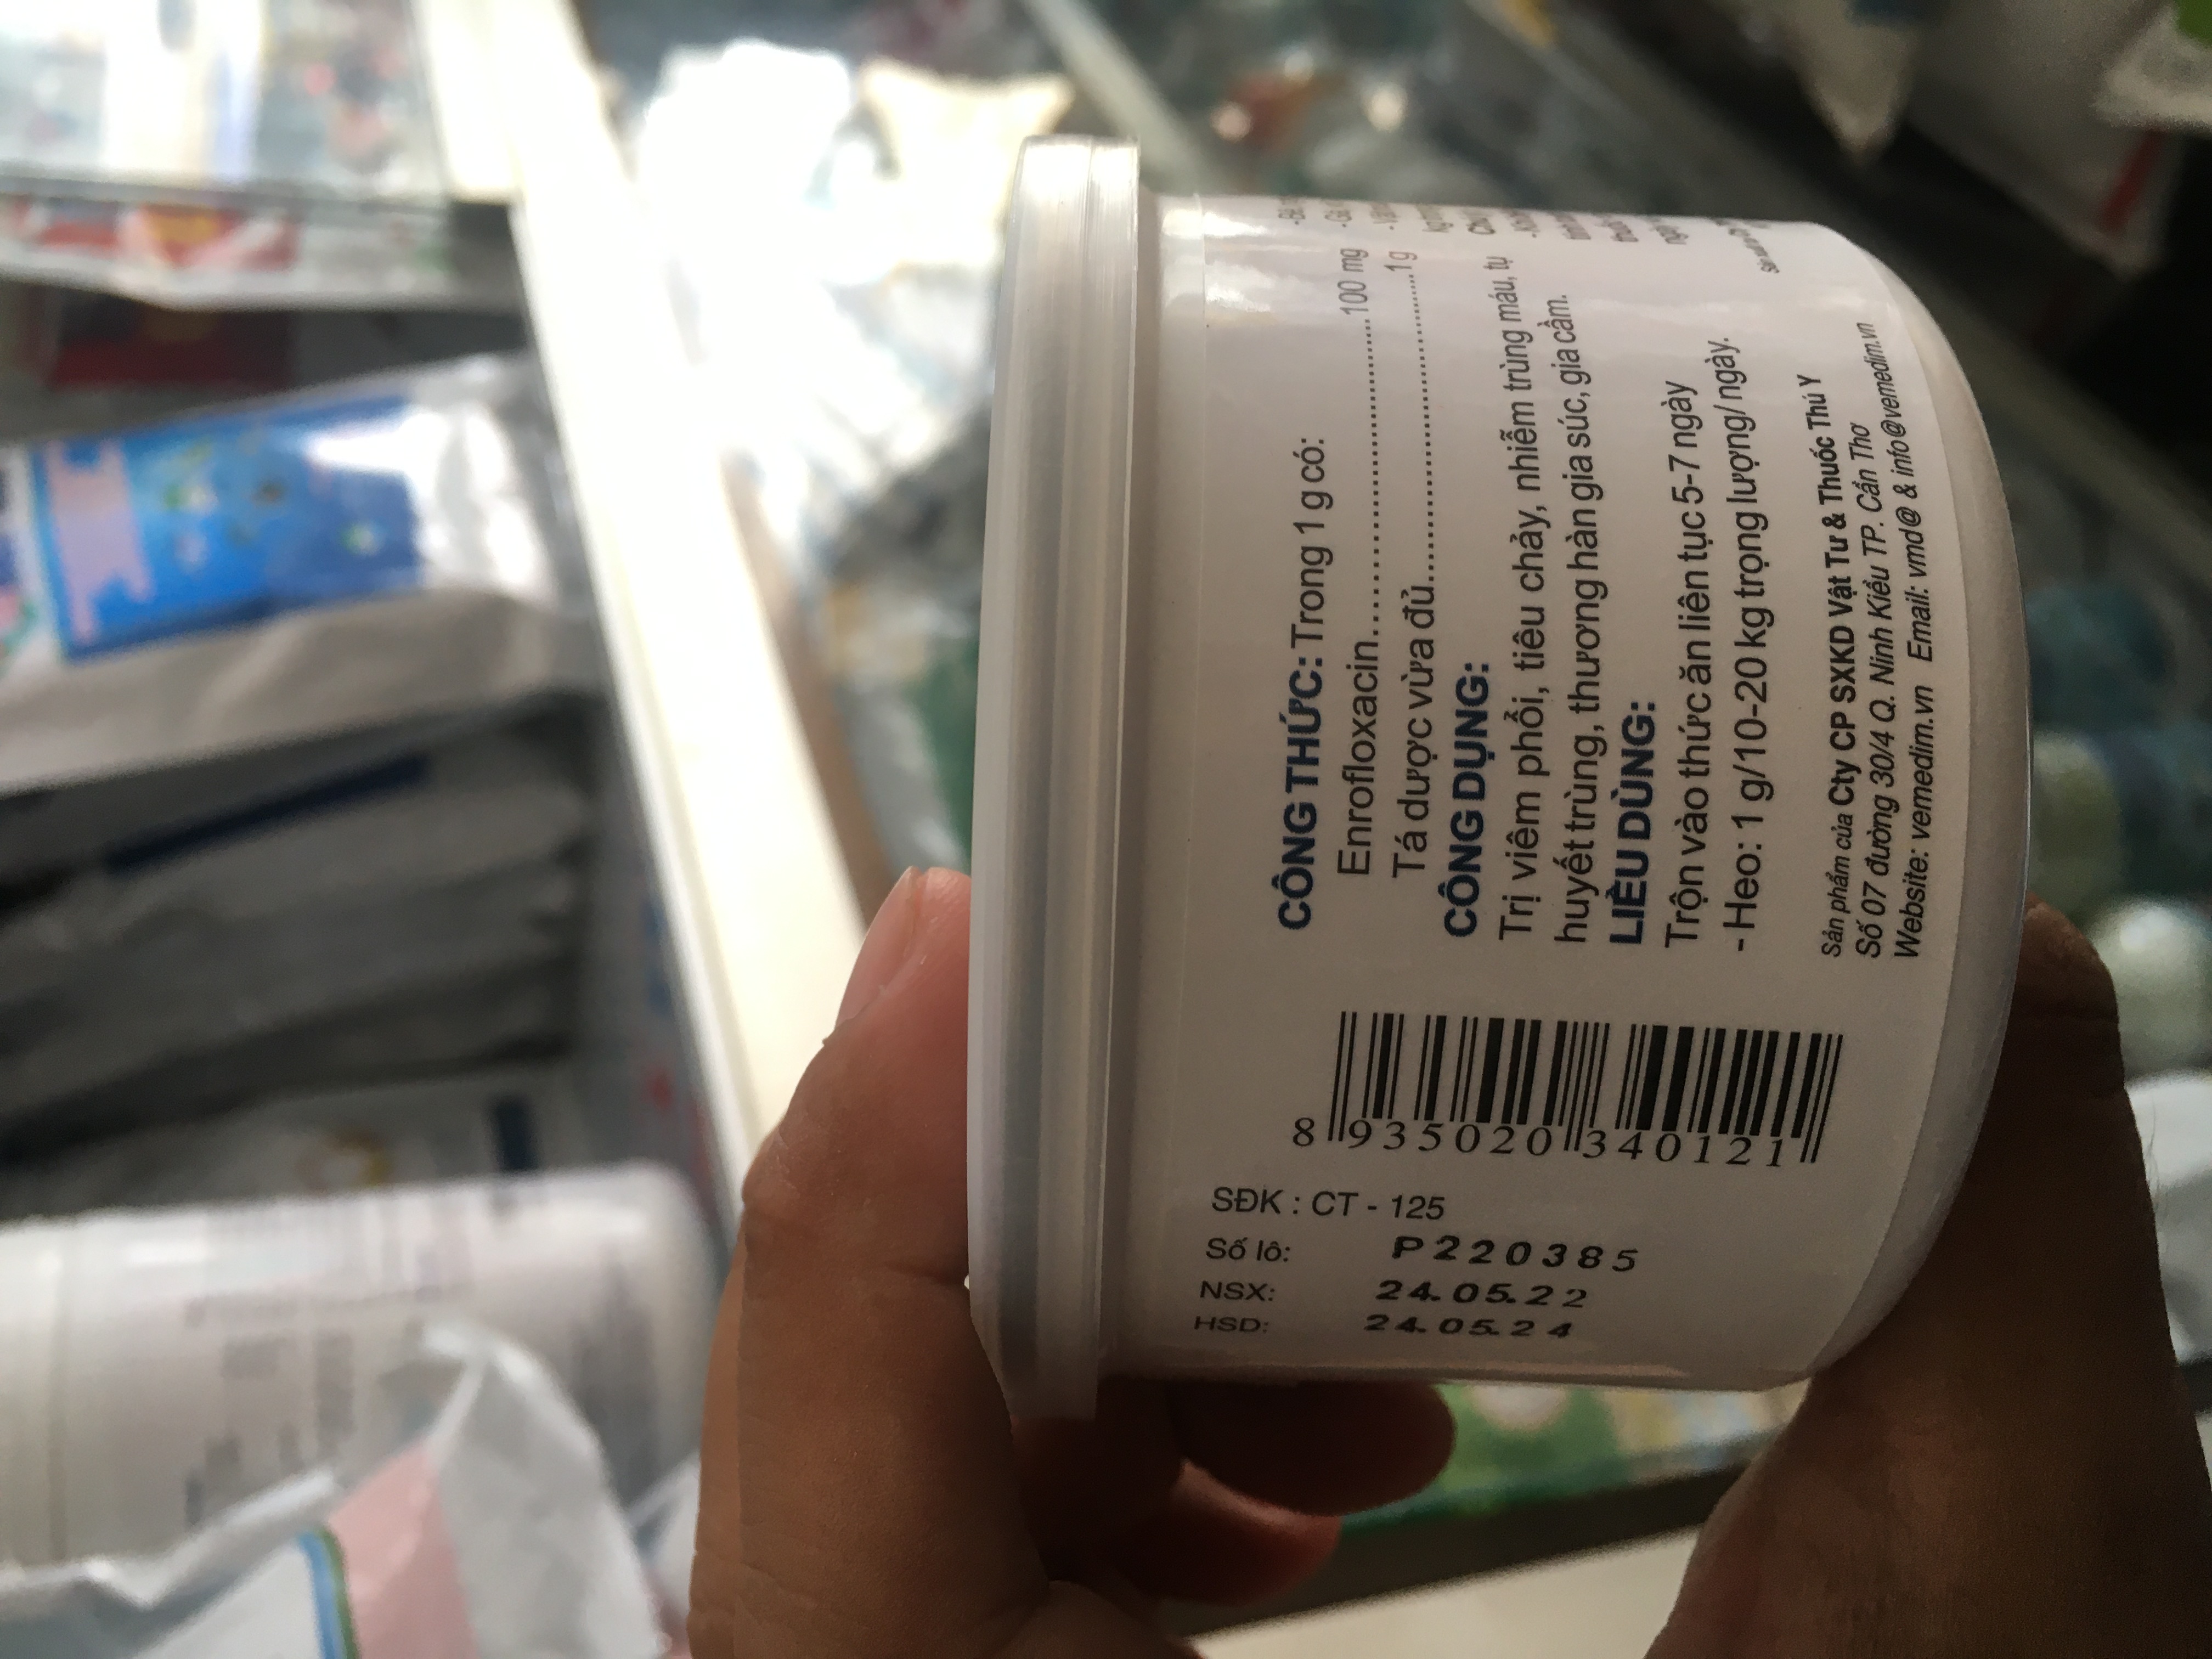 CÔNG THỨC: Trong 1 g có:
Enrofloxacin..............................100 mg
Tá dược vừa đủ............................1g
CÔNG DỤNG:
Trị viêm phổi, tiêu chảy, nhiễm trùng máu, tụ
huyết trùng, thương hàn gia súc, gia cầm.
LIỀU DÙNG:
Trộn vào thức ăn liên tục 5-7 ngày
- Heo: 1 g/10-20 kg trọng lượng/ ngày.
Sản phẩm của Cty CP SXKD Vật Tư & Thuốc Thú Y
Số 07 đường 30/4 Q. Ninh Kiều TP. Cần Thơ
Website: vemedim.vn Email: vmd@ & info@vemedim.vn
8 935020 340121
SĐK : CT - 125
Số lô: P220385
NSX: 24.05.22
HSD: 24.05.24